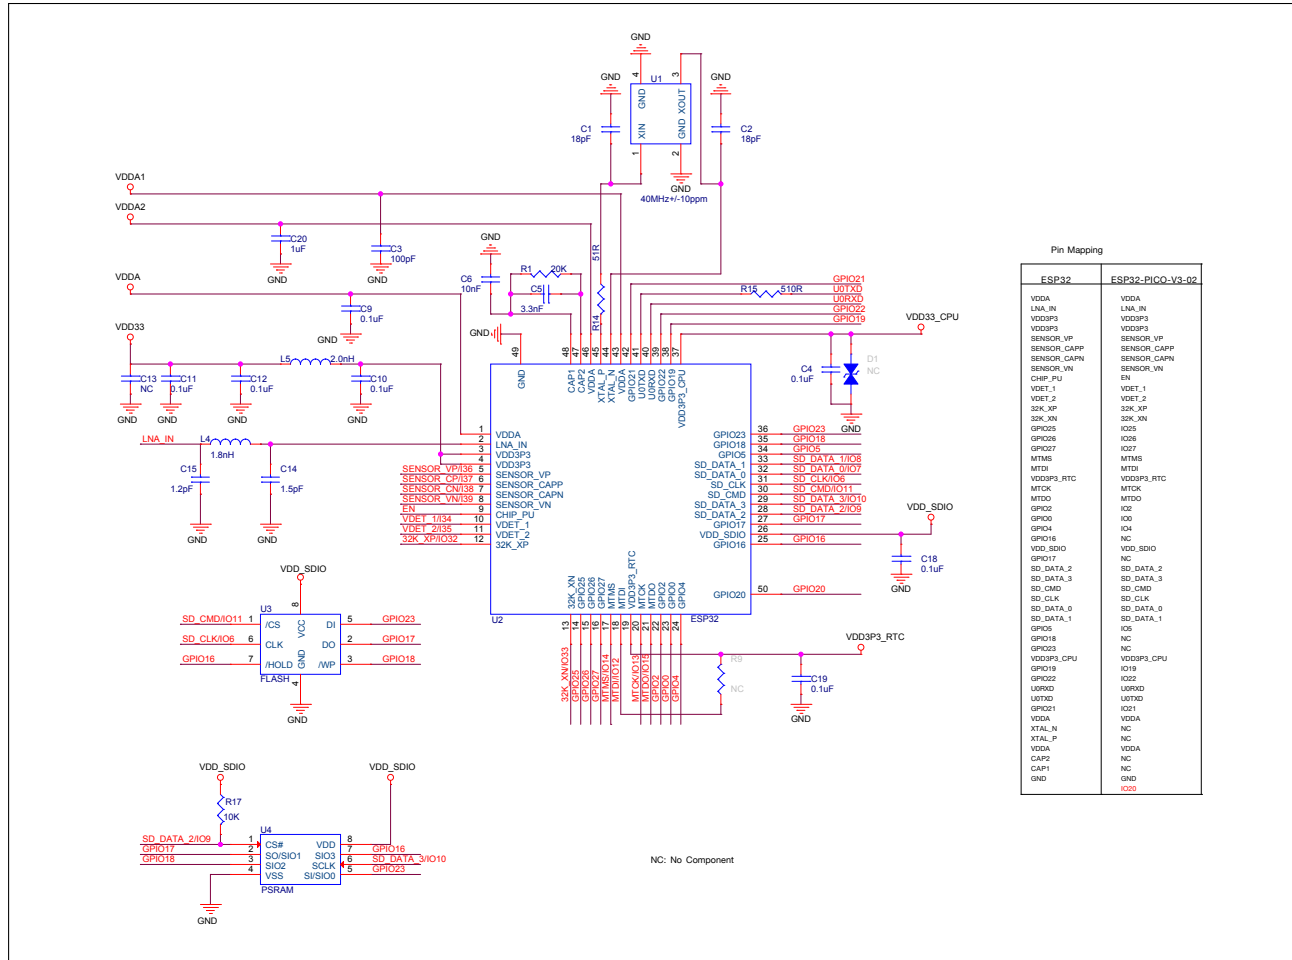 GND
4
U1
3
GND
GND
GND
XOUT
XIN
GND
C1
18pF
C2
18pF
1
2
GND
40MHz+/-10ppm
VDDA1
VDDA2
C20
1uF
GND
C3
100pF
GND
GND
C6
10nF
R1
20K
C5
3.3nF
51R
R14
GPIO21
R15
510R
U0TXD
U0RXD
GPIO22
GPIO19
VDDA
C9
0.1uF
GND
VDD33
L5
2.0nH
C13
NC
C11
0.1uF
C12
0.1uF
C10
0.1uF
GND
GND
GND
GND
GND
VDD33_CPU
C4
0.1uF
D1
NC
GND
49
48
47
46
45
44
43
42
41
40
39
38
37
GND
CAP1
CAP2
VDDA
XTAL_P
XTAL_N
VDDA
GPIO21
U0TXD
U0RXD
GPIO22
GPIO19
VDD3P3_CPU
LNA_IN
L4
1.8nH
C15
1.2pF
C14
1.5pF
GND
GND
1 VDDA
2 LNA_IN
3 VDD3P3
4 VDD3P3
SENSOR_VP/I36 5 SENSOR_VP
SENSOR_CP/I37 6 SENSOR_CAPP
SENSOR_CN/I38 7 SENSOR_CAPN
SENSOR_VN/I39 8 SENSOR_VN
EN 9 CHIP_PU
VDET_1/I34 10 VDET_1
VDET_2/I35 11 VDET_2
32K_XP/IO32 12 32K_XP
GPIO23 36 GPIO23
GPIO18 35 GPIO18
GPIO5 34 GPIO5
SD_DATA_1 33 SD_DATA_1/IO8
SD_DATA_0 32 SD_DATA_0/IO7
SD_CLK 31 SD_CLK/IO6
SD_CMD 30 SD_CMD/IO11
SD_DATA_3 29 SD_DATA_3/IO10
SD_DATA_2 28 SD_DATA_2/IO9
GPIO17 27 GPIO17
VDD_SDIO 26
GPIO16 25 GPIO16
GPIO20 50 GPIO20
VDD_SDIO
C18
0.1uF
GND
32K_XN
GPIO25
GPIO26
GPIO27
MTMS
MTDI
VDD3P3_RTC
MTCK
MTDO
GPIO2
GPIO0
GPIO4
U2
ESP32
13
14
15
16
17
18
19
20
21
22
23
24
32K_XN/IO33
GPIO25
GPIO26
GPIO27
MTMS/IO14
MTDI/IO12
MTCK/IO13
MTDO/IO15
GPIO2
GPIO0
GPIO4
VDD3P3_RTC
R9
NC
C19
0.1uF
GND
VDD_SDIO
U3
8
SD_CMD/IO11 1 /CS
VCC
DI 5 GPIO23
SD_CLK/IO6 6 CLK
DO 2 GPIO17
GPIO16 7 /HOLD
GND
/WP 3 GPIO18
FLASH
4
GND
VDD_SDIO
VDD_SDIO
R17
10K
U4
SD_DATA_2/IO9 1 CS# VDD 8
GPIO17 2 SO/SIO1 SIO3 7 GPIO16
GPIO18 3 SIO2 SCLK 6 SD_DATA_3/IO10
4 VSS SI/SIO0 5 GPIO23
PSRAM
GND
NC: No Component
Pin Mapping
ESP32 ESP32-PICO-V3-02
VDDA VDDA
LNA_IN LNA_IN
VDD3P3 VDD3P3
VDD3P3 VDD3P3
SENSOR_VP SENSOR_VP
SENSOR_CAPP SENSOR_CAPP
SENSOR_CAPN SENSOR_CAPN
SENSOR_VN SENSOR_VN
CHIP_PU EN
VDET_1 VDET_1
VDET_2 VDET_2
32K_XP 32K_XP
32K_XN 32K_XN
GPIO25 IO25
GPIO26 IO26
GPIO27 IO27
MTMS MTMS
MTDI MTDI
VDD3P3_RTC VDD3P3_RTC
MTCK MTCK
MTDO MTDO
GPIO2 IO2
GPIO0 IO0
GPIO4 IO4
GPIO16 NC
VDD_SDIO VDD_SDIO
GPIO17 NC
SD_DATA_2 SD_DATA_2
SD_DATA_3 SD_DATA_3
SD_CMD SD_CMD
SD_CLK SD_CLK
SD_DATA_0 SD_DATA_0
SD_DATA_1 SD_DATA_1
GPIO5 IO5
GPIO18 NC
GPIO23 NC
VDD3P3_CPU VDD3P3_CPU
GPIO19 IO19
GPIO22 IO22
U0RXD U0RXD
U0TXD U0TXD
GPIO21 IO21
VDDA VDDA
XTAL_N NC
XTAL_P NC
VDDA VDDA
CAP2 NC
CAP1 NC
GND GND
IO20